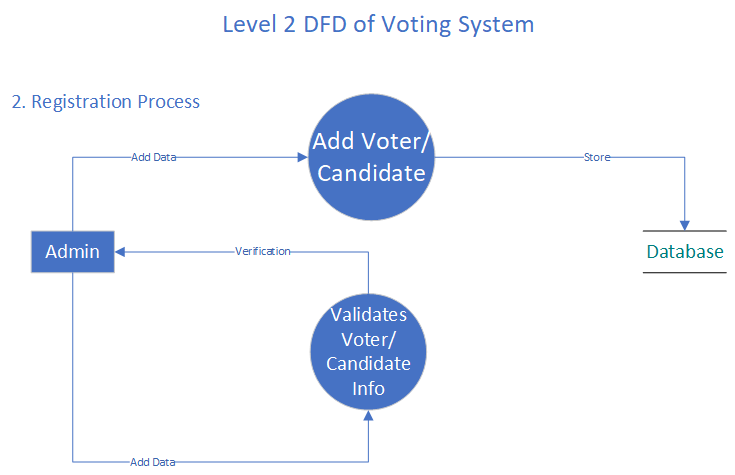 Level 2 DFD of Voting System
2. Registration Process
Add Voter/
Candidate
Add Data
Store
Admin
Verification
Database
Validates
Voter/
Candidate
Info
Add Data